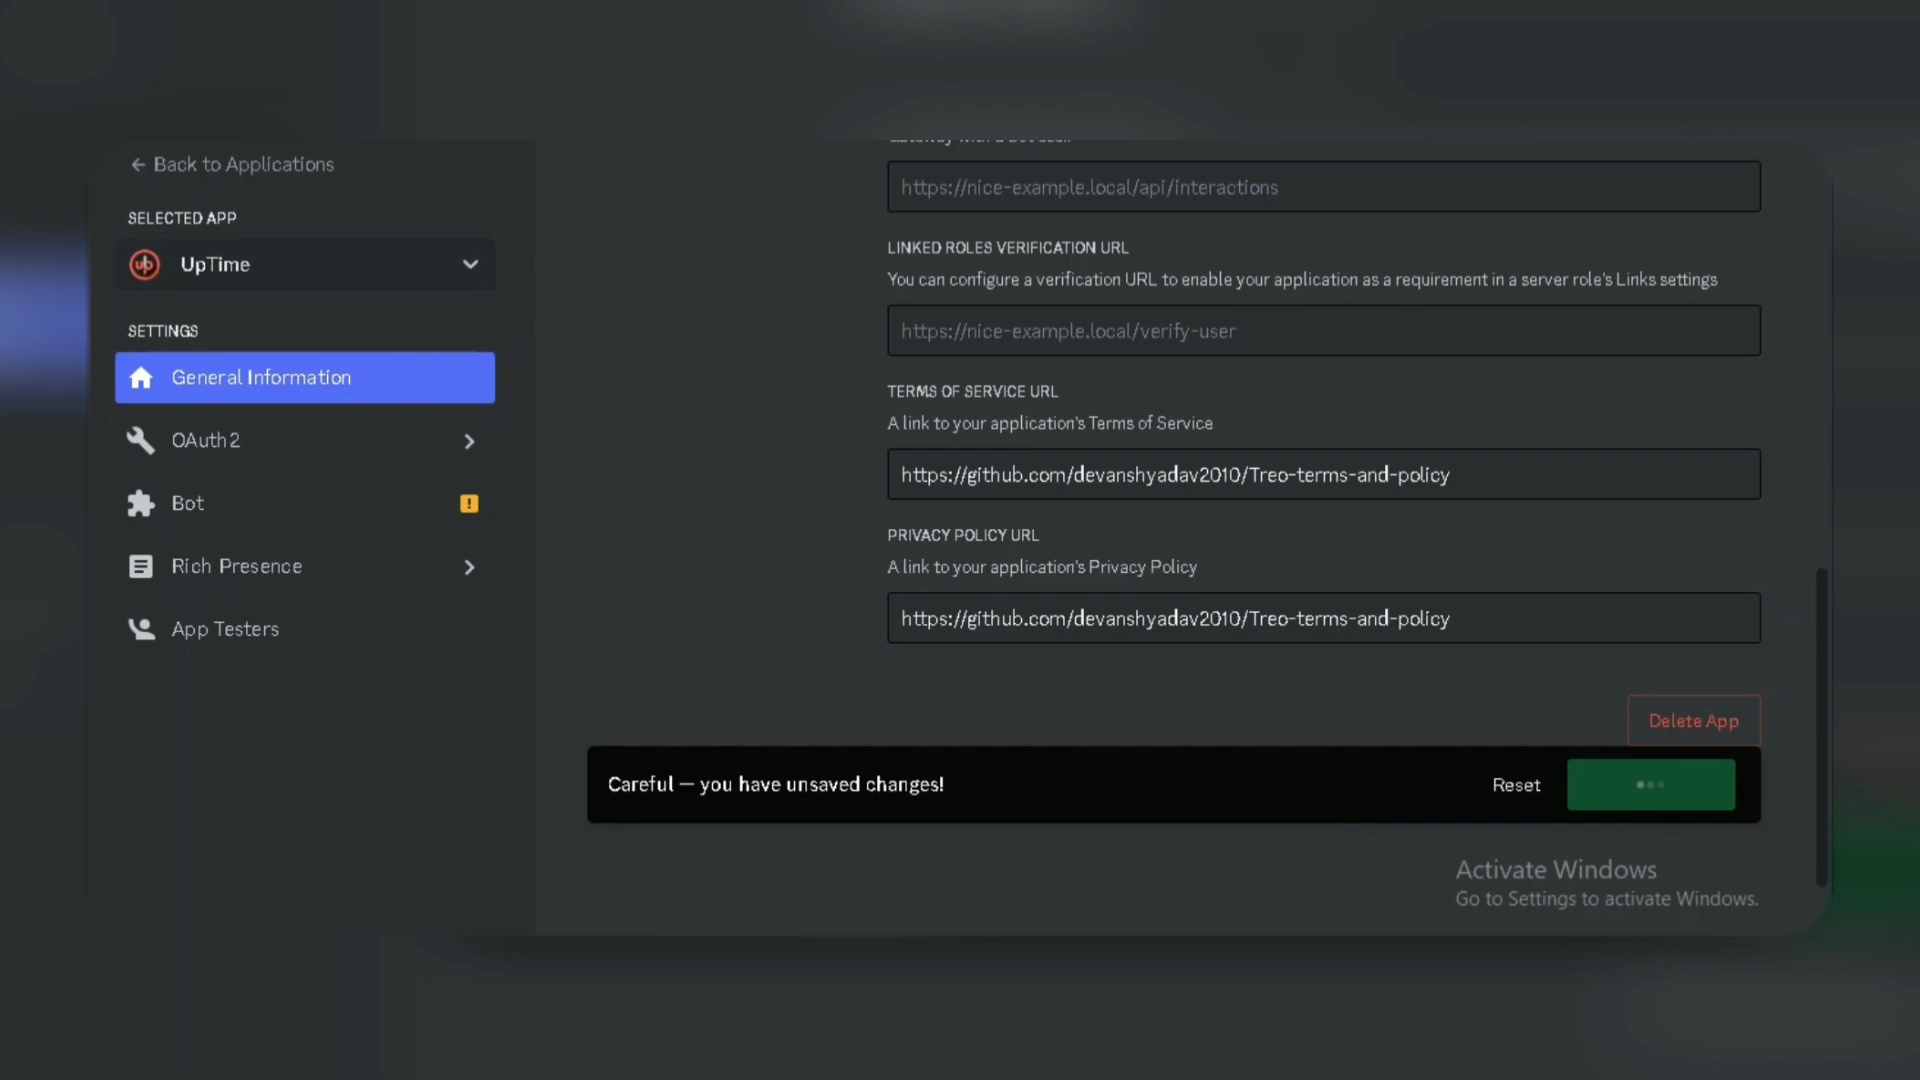 Back to Applications
SELECTED APP
UpTime
SETTINGS
General Information
OAuth2
Bot
Rich Presence
App Testers
https://nice-example.local/api/interactions
LINKED ROLES VERIFICATION URL
You can configure a verification URL to enable your application as a requirement in a server role's Links settings
https://nice-example.local/verify-user
TERMS OF SERVICE URL
A link to your application's Terms of Service
https://github.com/devanshyadav2010/Treo-terms-and-policy
PRIVACY POLICY URL
A link to your application's Privacy Policy
https://github.com/devanshyadav2010/Treo-terms-and-policy
Delete App
Careful — you have unsaved changes!
Reset
Activate Windows
Go to Settings to activate Windows.